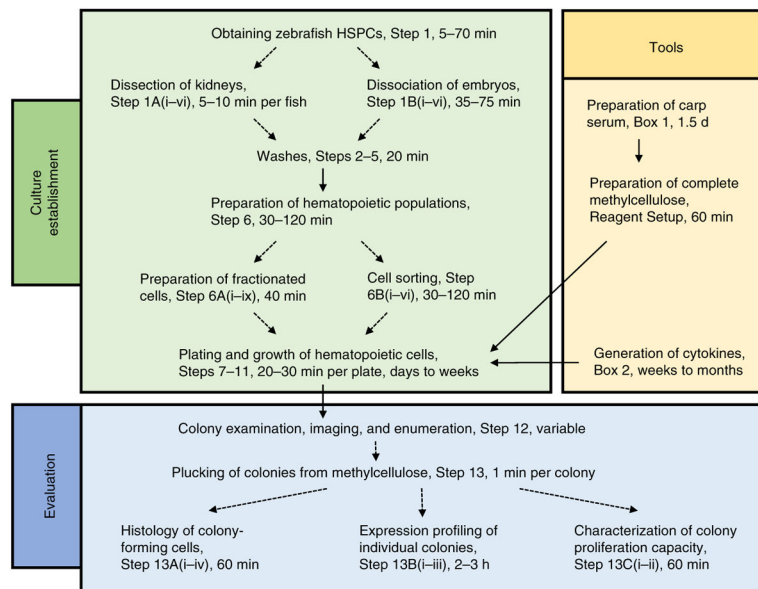 Obtaining zebrafish HSPCs, Step 1, 5–70 min
Dissection of kidneys,
Step 1A(i–vi), 5–10 min per fish
Dissociation of embryos,
Step 1B(i–vi), 35–75 min
Washes, Steps 2–5, 20 min
Preparation of hematopoietic populations,
Step 6, 30–120 min
Preparation of fractionated
cells, Step 6A(i–ix), 40 min
Cell sorting, Step
6B(i–vi), 30–120 min
Plating and growth of hematopoietic cells,
Steps 7–11, 20–30 min per plate, days to weeks
Culture
establishment
Tools
Preparation of carp
serum, Box 1, 1.5 d
Preparation of complete
methylcellulose,
Reagent Setup, 60 min
Generation of cytokines,
Box 2, weeks to months
Evaluation
Colony examination, imaging, and enumeration, Step 12, variable
Plucking of colonies from methylcellulose, Step 13, 1 min per colony
Histology of colony-
forming cells,
Step 13A(i–iv), 60 min
Expression profiling of
individual colonies,
Step 13B(i–iii), 2–3 h
Characterization of colony
proliferation capacity,
Step 13C(i–ii), 60 min